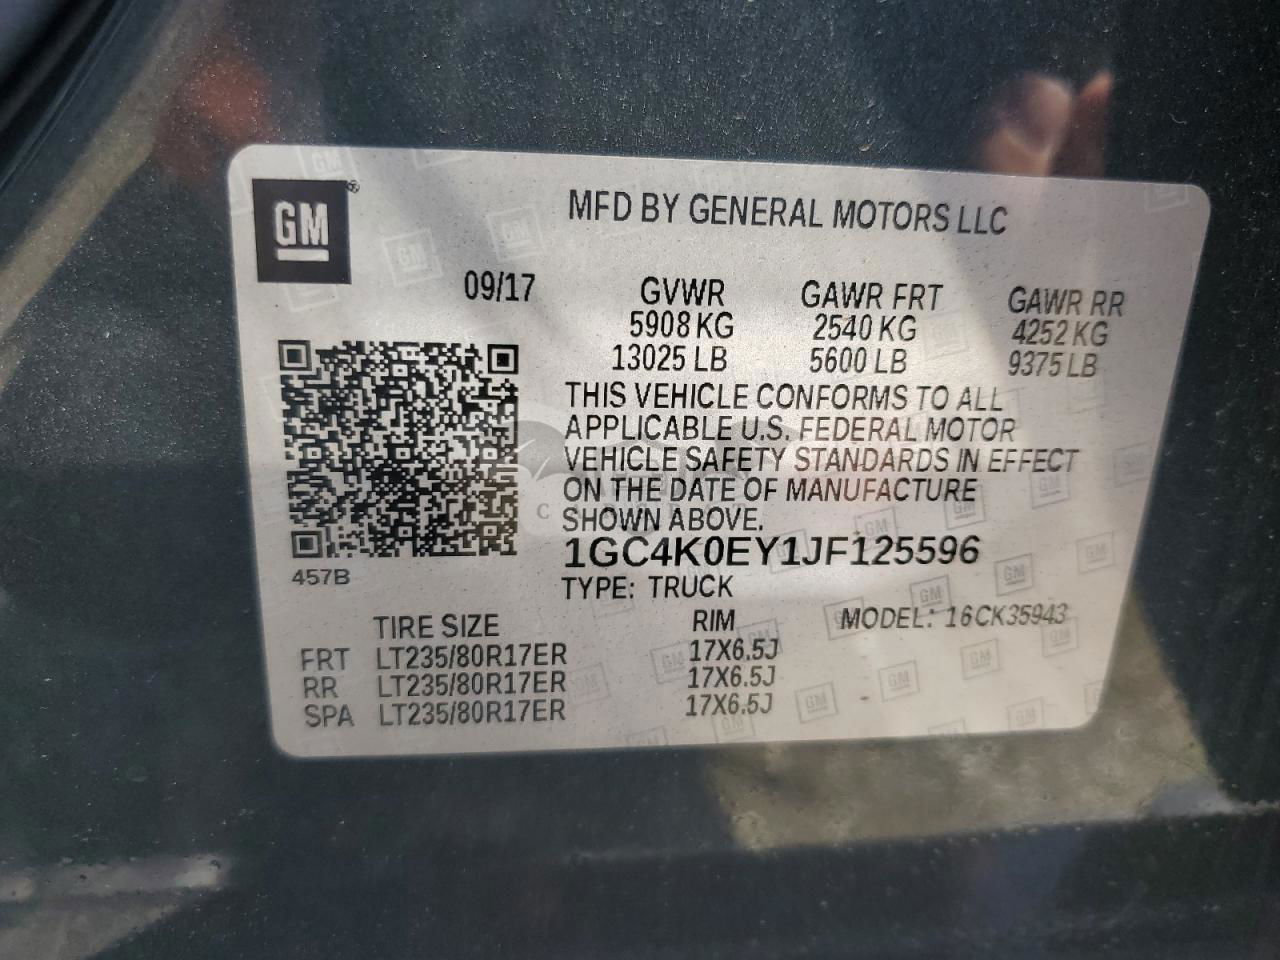 GM®
MFD BY GENERAL MOTORS LLC
09/17 GVWR GAWR FRT GAWR RR
5908 KG 2540 KG 4252 KG
13025 LB 5600 LB 9375 LB
THIS VEHICLE CONFORMS TO ALL
APPLICABLE U.S. FEDERAL MOTOR
VEHICLE SAFETY STANDARDS IN EFFECT
ON THE DATE OF MANUFACTURE
SHOWN ABOVE.
1GC4K0EY1JF125596
457B
TYPE: TRUCK
TIRE SIZE RIM MODEL: 16CK35943
FRT LT235/80R17ER 17X6.5J
RR LT235/80R17ER 17X6.5J
SPA LT235/80R17ER 17X6.5J